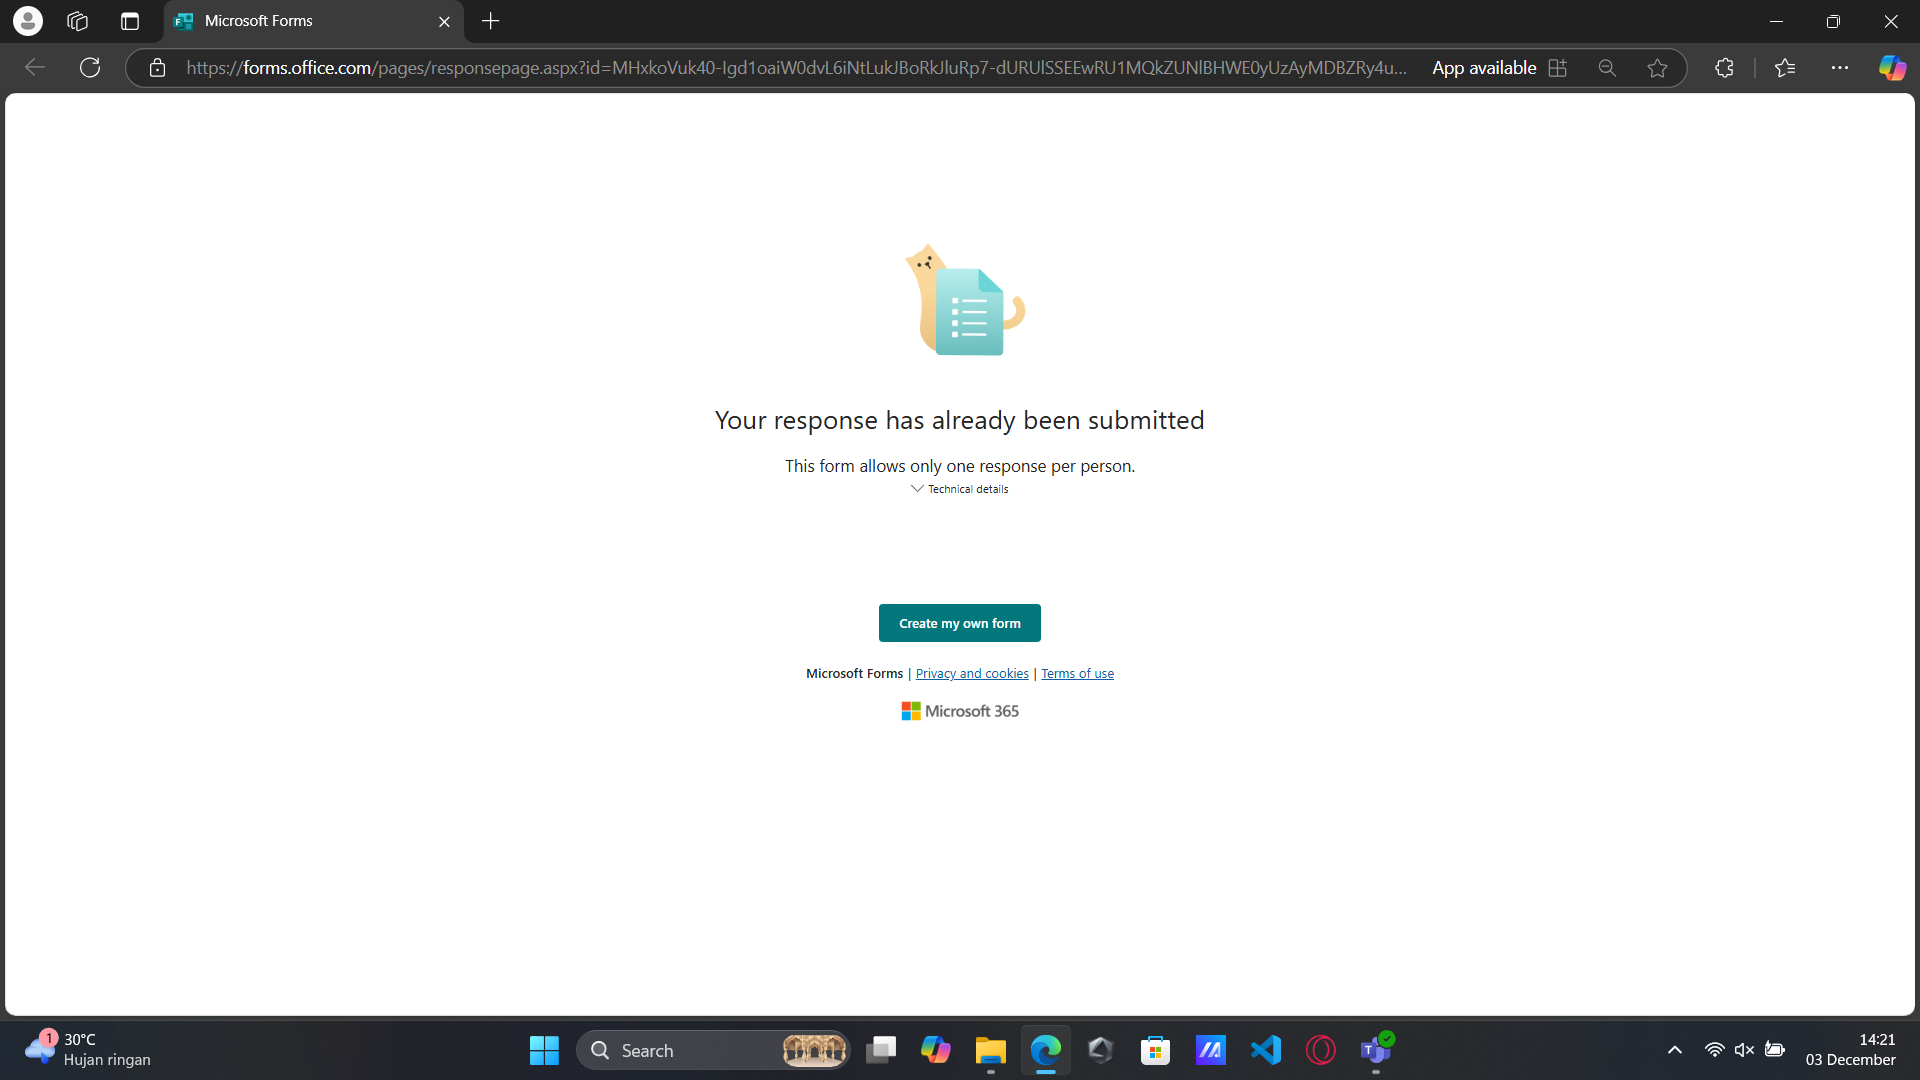 Microsoft Forms
https://forms.office.com/pages/responsepage.aspx?id=MHxkoVuk40-Igd1oaiW0dvL6iNtLukJBoRkJluRp7-dURUlSSEEwRU1MQkZUNlBHWE0yUzAyMDBZRy4u... App available
Your response has already been submitted
This form allows only one response per person.
Technical details
Create my own form
Microsoft Forms | Privacy and cookies | Terms of use
Microsoft 365
1
30°C
Hujan ringan
Search
14:21
03 December